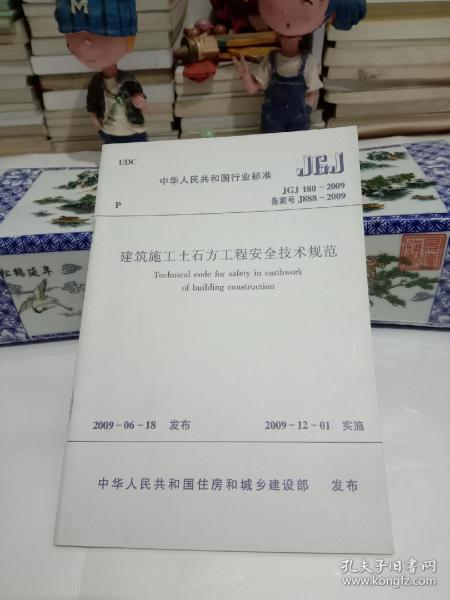 M
UDC
中华人民共和国行业标准
JGJ
P
JGJ 180-2009
备案号 J888-2009
建筑施工土石方工程安全技术规范
Technical code for safety in earthwork
of building construction
2009-06-18 发布
2009-12-01 实施
中华人民共和国住房和城乡建设部 发布
松鹤延年
孔夫子旧书网
www.kongfz.com